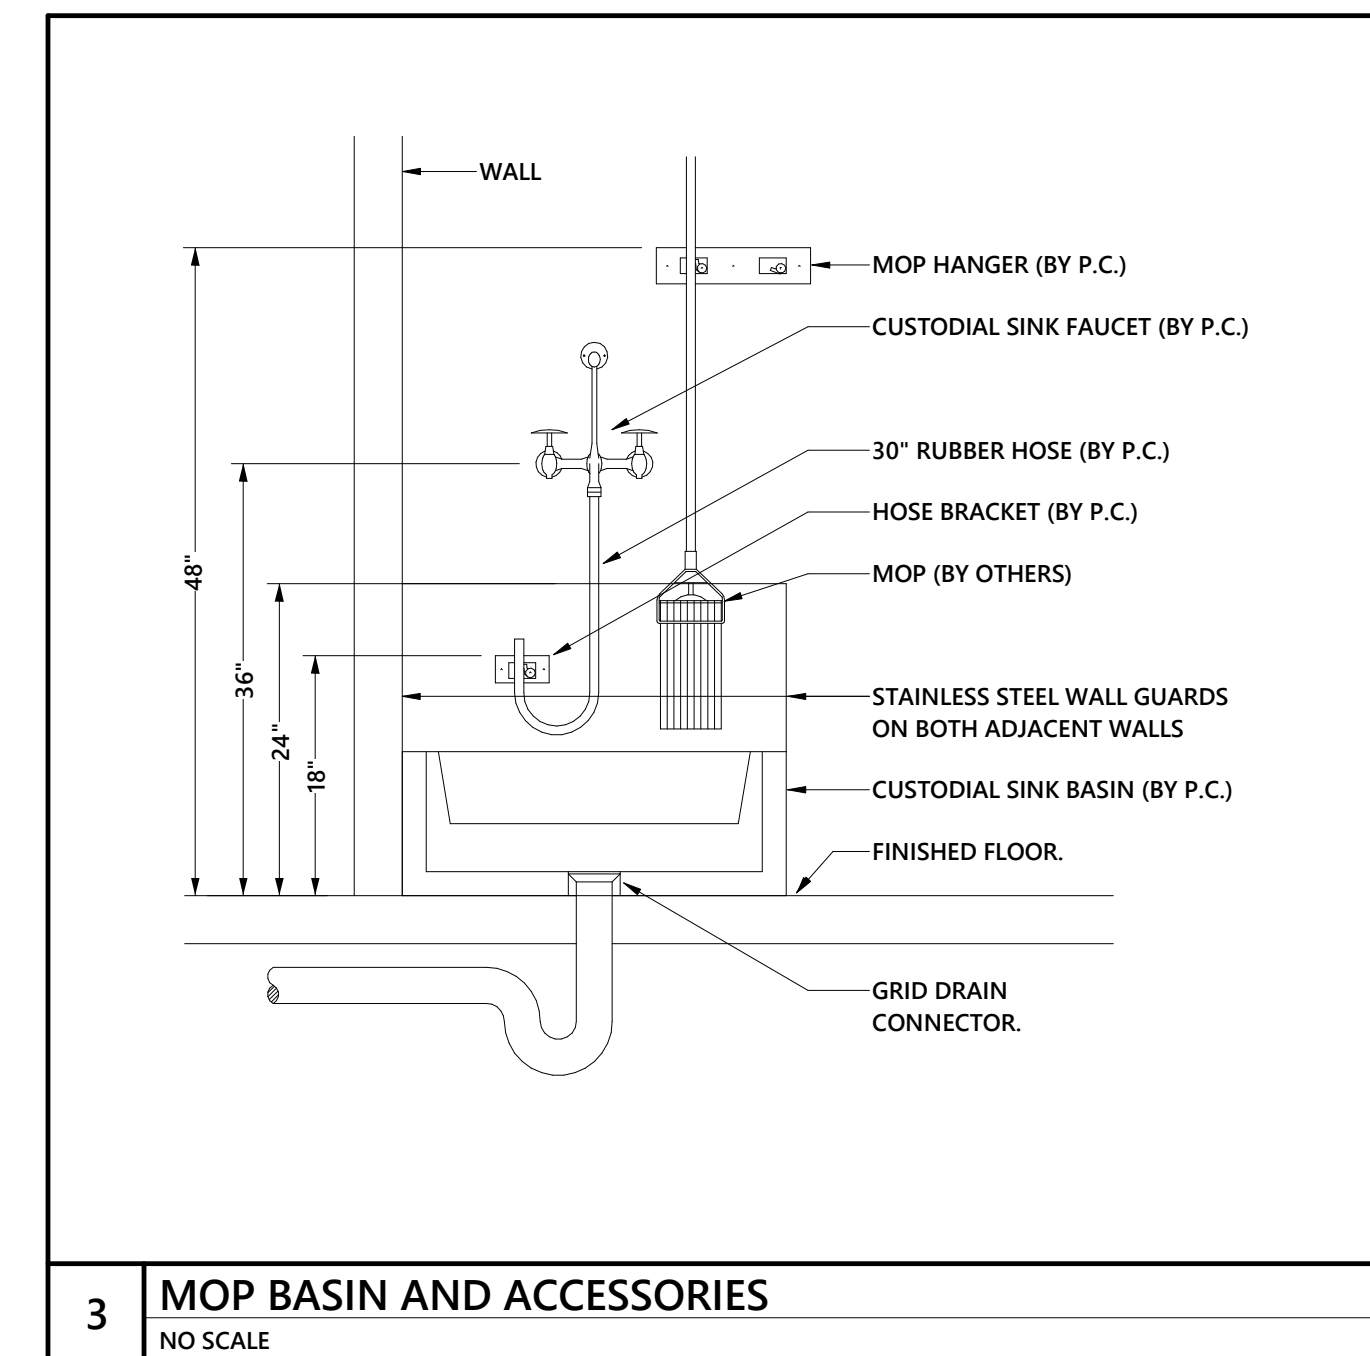 WALL
MOP HANGER (BY P.C.)
CUSTODIAL SINK FAUCET (BY P.C.)
30" RUBBER HOSE (BY P.C.)
HOSE BRACKET (BY P.C.)
MOP (BY OTHERS)
48"
36"
24"
18"
STAINLESS STEEL WALL GUARDS
ON BOTH ADJACENT WALLS
CUSTODIAL SINK BASIN (BY P.C.)
FINISHED FLOOR.
GRID DRAIN
CONNECTOR.
3
MOP BASIN AND ACCESSORIES
NO SCALE